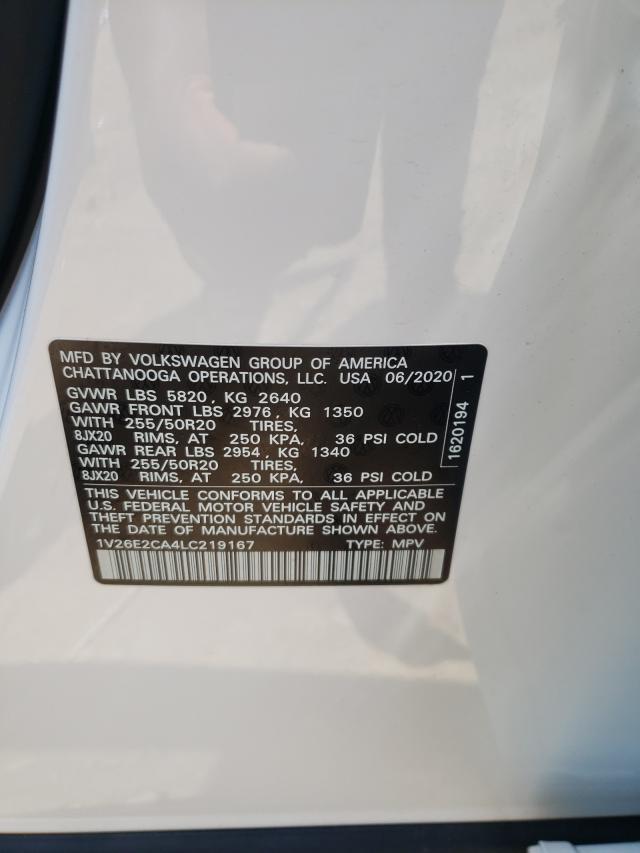 MFD BY VOLKSWAGEN GROUP OF AMERICA
CHATTANOOGA OPERATIONS, LLC. USA 06/2020
GVWR LBS 5820 , KG 2640
GAWR FRONT LBS 2976 , KG 1350
WITH 255/50R20 TIRES,
8JX20 RIMS, AT 250 KPA, 36 PSI COLD
GAWR REAR LBS 2954 , KG 1340
WITH 255/50R20 TIRES,
8JX20 RIMS, AT 250 KPA, 36 PSI COLD
THIS VEHICLE CONFORMS TO ALL APPLICABLE
U.S. FEDERAL MOTOR VEHICLE SAFETY AND
THEFT PREVENTION STANDARDS IN EFFECT ON
THE DATE OF MANUFACTURE SHOWN ABOVE.
1V26E2CA4LC219167 TYPE: MPV
1620194 1